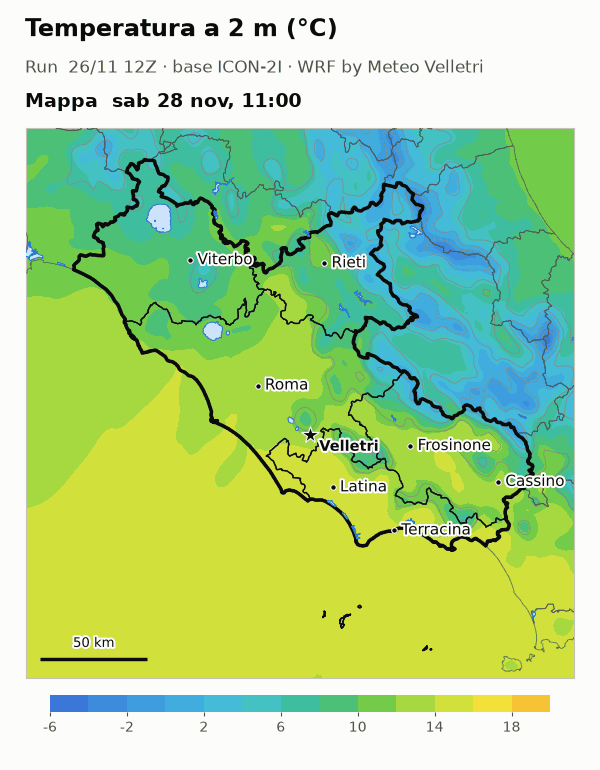 Temperatura a 2 m (°C)
Run  26/11 12Z · base ICON-2I · WRF by Meteo Velletri
Mappa  sab 28 nov, 11:00
Viterbo
Rieti
Roma
Velletri
Frosinone
Cassino
Latina
Terracina
50 km
-6 -2 2 6 10 14 18